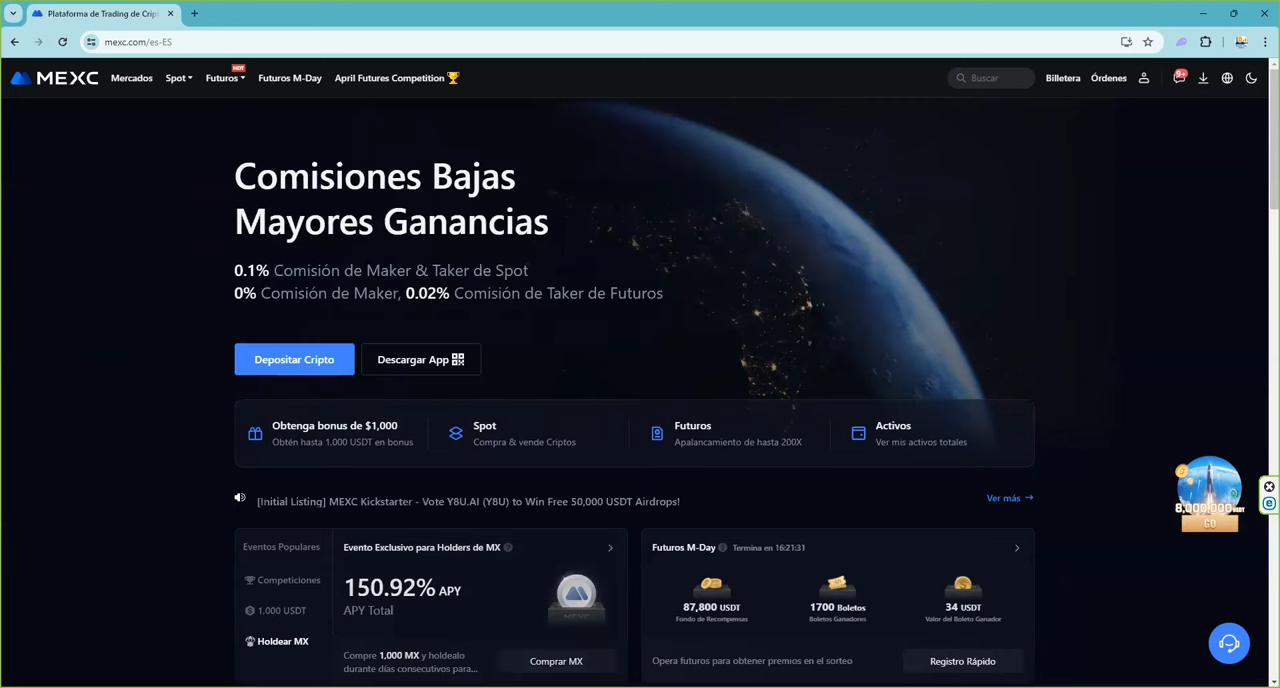 Plataforma de Trading de Crip
mexc.com/es-ES
MEXC Mercados Spot Futuros HOT Futuros M-Day April Futures Competition Buscar Billetera Órdenes 9+
Comisiones Bajas
Mayores Ganancias
0.1% Comisión de Maker & Taker de Spot
0% Comisión de Maker, 0.02% Comisión de Taker de Futuros
Depositar Cripto Descargar App
Obtenga bonus de $1,000
Obtén hasta 1.000 USDT en bonus
Spot
Compra & vende Criptos
Futuros
Apalancamiento de hasta 200X
Activos
Ver mis activos totales
8,000,000 USDT
GO
[Initial Listing] MEXC Kickstarter - Vote Y8U.AI (Y8U) to Win Free 50,000 USDT Airdrops!
Ver más →
Eventos Populares
Competiciones
1,000 USDT
Holdear MX
Evento Exclusivo para Holders de MX
150.92% APY
APY Total
MEXC
Compre 1,000 MX y holdealo
durante días consecutivos para...
Comprar MX
Futuros M-Day Termina en 16:21:31
87,800 USDT
Fondo de Recompensas
1700 Boletos
Boletos Ganadores
34 USDT
Valor del Boleto Ganador
Opera futuros para obtener premios en el sorteo
Registro Rápido